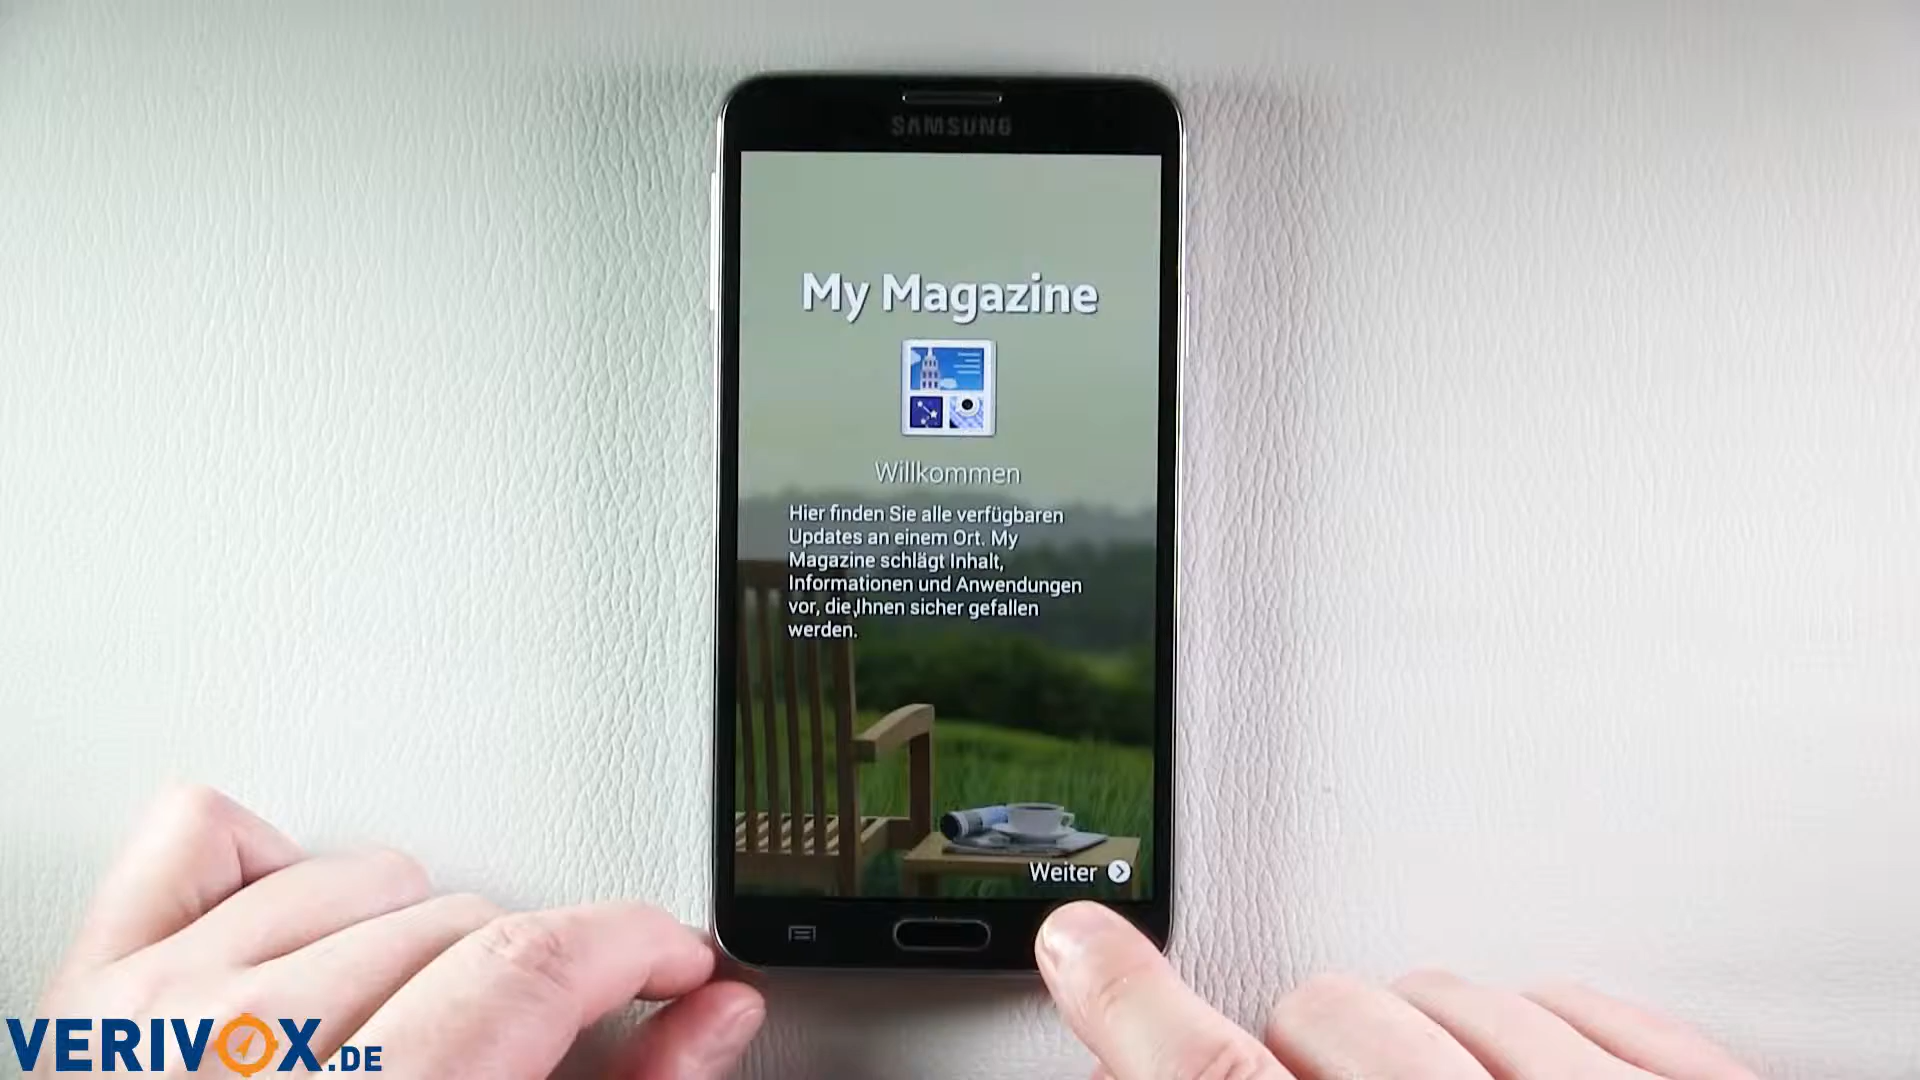 SAMSUNG
My Magazine
Willkommen
Hier finden Sie alle verfügbaren
Updates an einem Ort. My
Magazine schlägt Inhalt,
Informationen und Anwendungen
vor, die Ihnen sicher gefallen
werden.
Weiter
VERIVOX.DE